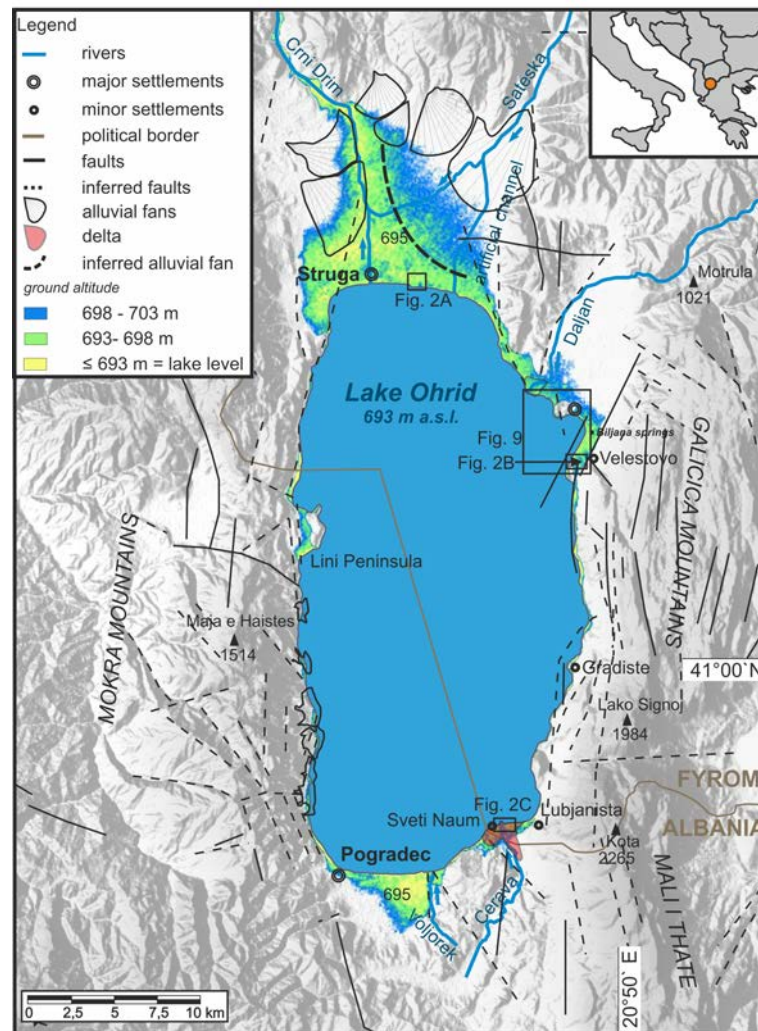 Legend
rivers
major settlements
minor settlements
political border
faults
inferred faults
alluvial fans
delta
inferred alluvial fan
ground altitude
698 - 703 m
693- 698 m
≤ 693 m = lake level
Crni Drim
Sateska
artificial channel
695
Struga
Fig. 2A
Motrula
1021
Daljan
Lake Ohrid
693 m a.s.l.
Fig. 9
Biljana springs
Fig. 2B
Velestovo
GALICICA MOUNTAINS
Lini Peninsula
MOKRA MOUNTAINS
Maja e Haistes
1514
Gradiste
41°00`N
Lako Signoj
1984
FYROM
ALBANIA
Fig. 2C
Sveti Naum
Lubjanista
Kota
2265
MALI I THATE
Pogradec
695
Voljorek
Cerava
20°50` E
0 2,5 5 7,5 10 km